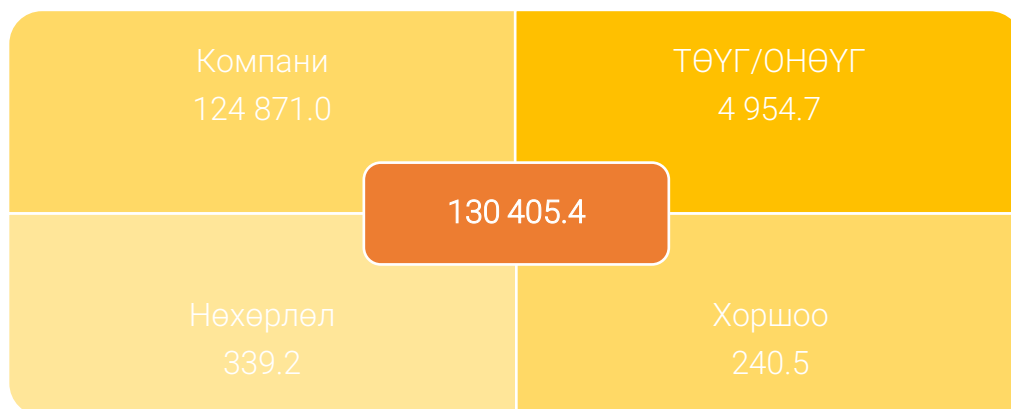 Компани
124 871.0
ТӨҮГ/ОНӨҮГ
4 954.7
130 405.4
Нөхөрлөл
339.2
Хоршоо
240.5